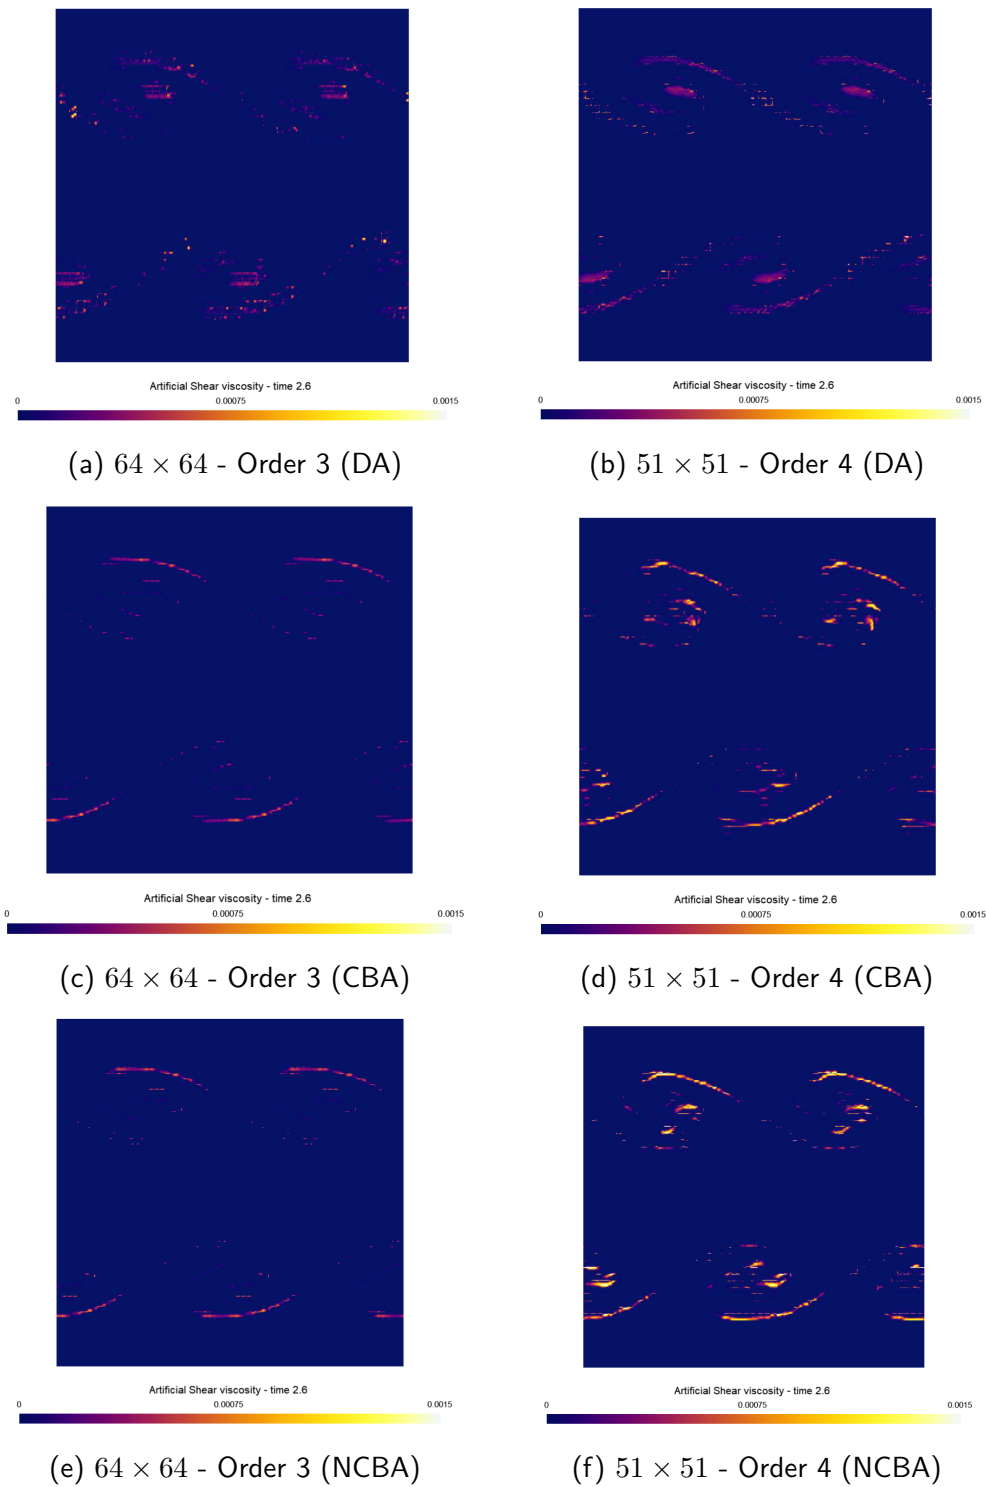 Artificial Shear viscosity - time 2.6
0 0.00075 0.0015
(a) 64 × 64 - Order 3 (DA)
Artificial Shear viscosity - time 2.6
0 0.00075 0.0015
(b) 51 × 51 - Order 4 (DA)
Artificial Shear viscosity - time 2.6
0 0.00075 0.0015
(c) 64 × 64 - Order 3 (CBA)
Artificial Shear viscosity - time 2.6
0 0.00075 0.0015
(d) 51 × 51 - Order 4 (CBA)
Artificial Shear viscosity - time 2.6
0 0.00075 0.0015
(e) 64 × 64 - Order 3 (NCBA)
Artificial Shear viscosity - time 2.6
0 0.00075 0.0015
(f) 51 × 51 - Order 4 (NCBA)